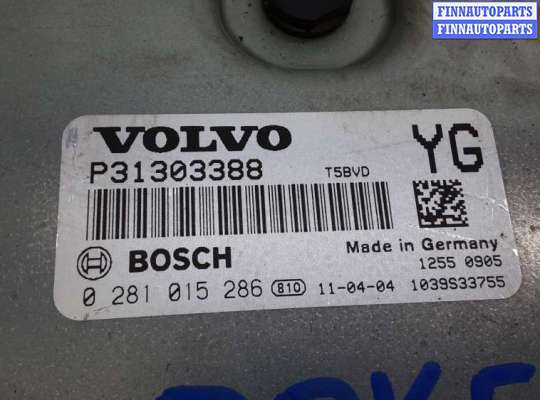 FINNAUTOPARTS
FINNAUTOPARTS
VOLVO
YG
P31303388 T5BVD
BOSCH
Made in Germany
1255 0905
0 281 015 286 B10 11-04-04 1039S33755